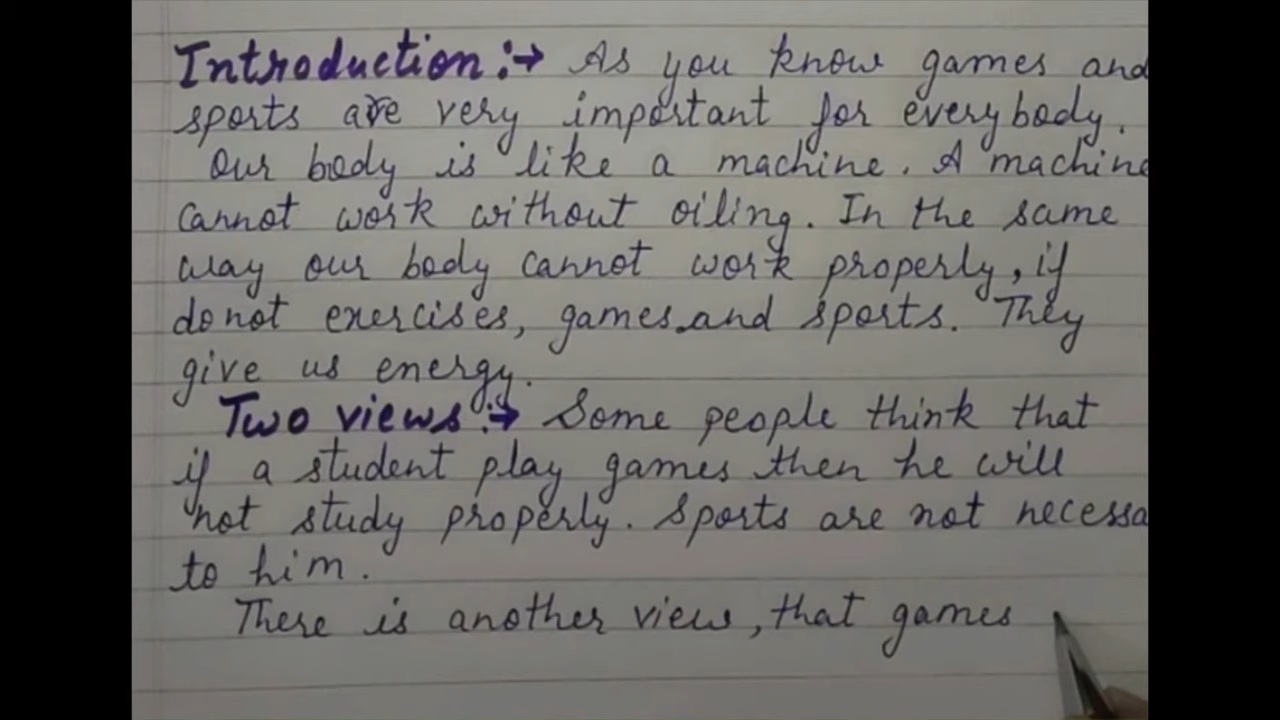 Introduction:→ As you know games and
sports are very important for everybody.
Our body is like a machine. A machine
cannot work without oiling. In the same
way our body cannot work properly, if
do not exercises, games and sports. They
give us energy.
Two views:→ Some people think that
if a student play games then he will
not study properly. Sports are not necessa
to him.
There is another view, that games